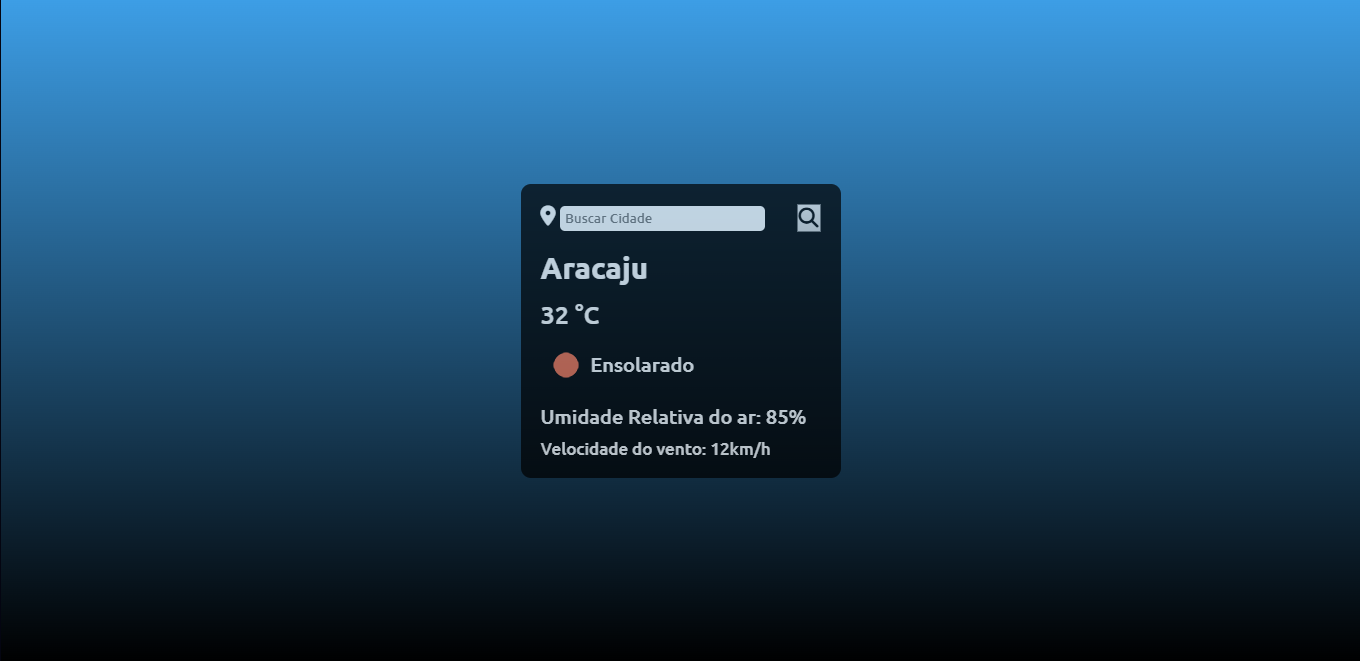 Buscar Cidade
Aracaju
32 °C
Ensolarado
Umidade Relativa do ar: 85%
Velocidade do vento: 12km/h